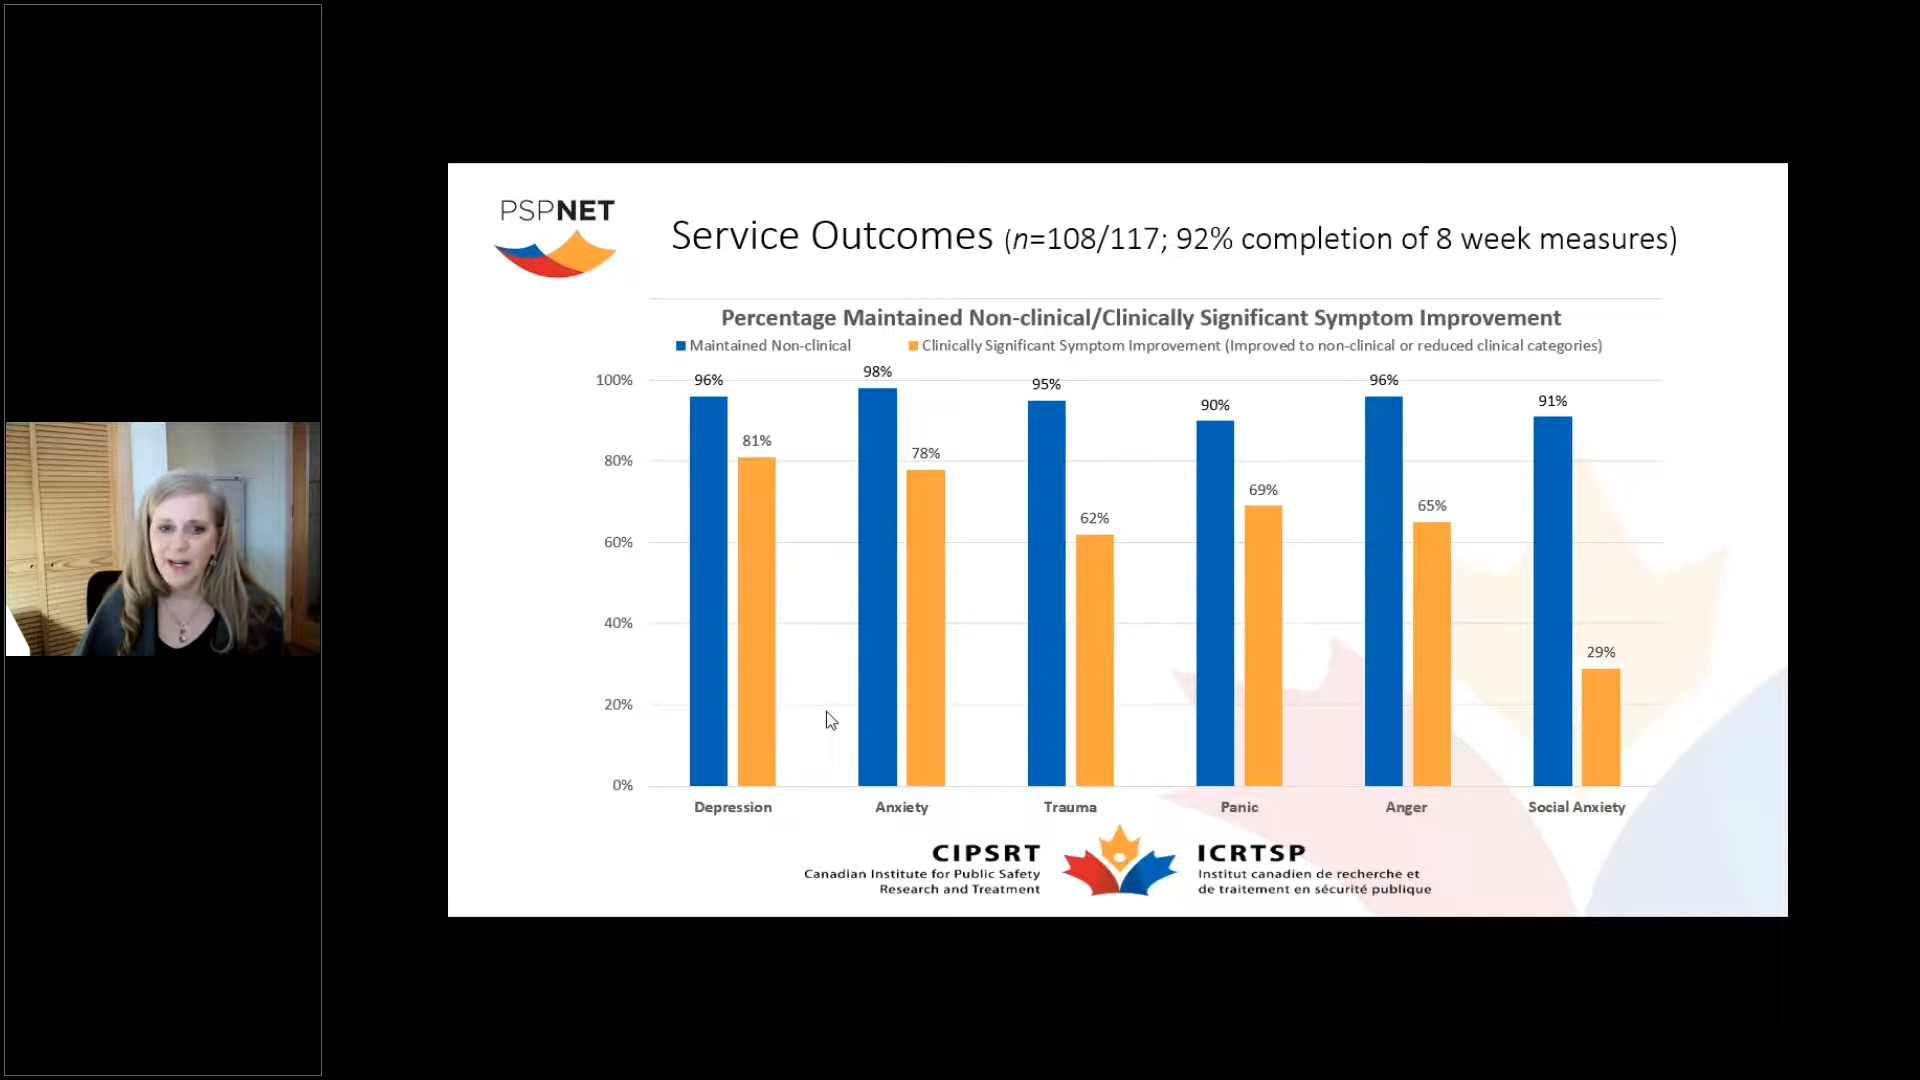 PSPNET
Service Outcomes (n=108/117; 92% completion of 8 week measures)
Percentage Maintained Non-clinical/Clinically Significant Symptom Improvement
Maintained Non-clinical
Clinically Significant Symptom Improvement (Improved to non-clinical or reduced clinical categories)
100%
80%
60%
40%
20%
0%
96%
81%
98%
78%
95%
62%
90%
69%
96%
65%
91%
29%
Depression
Anxiety
Trauma
Panic
Anger
Social Anxiety
CIPSRT
Canadian Institute for Public Safety
Research and Treatment
ICRTSP
Institut canadien de recherche et
de traitement en sécurité publique